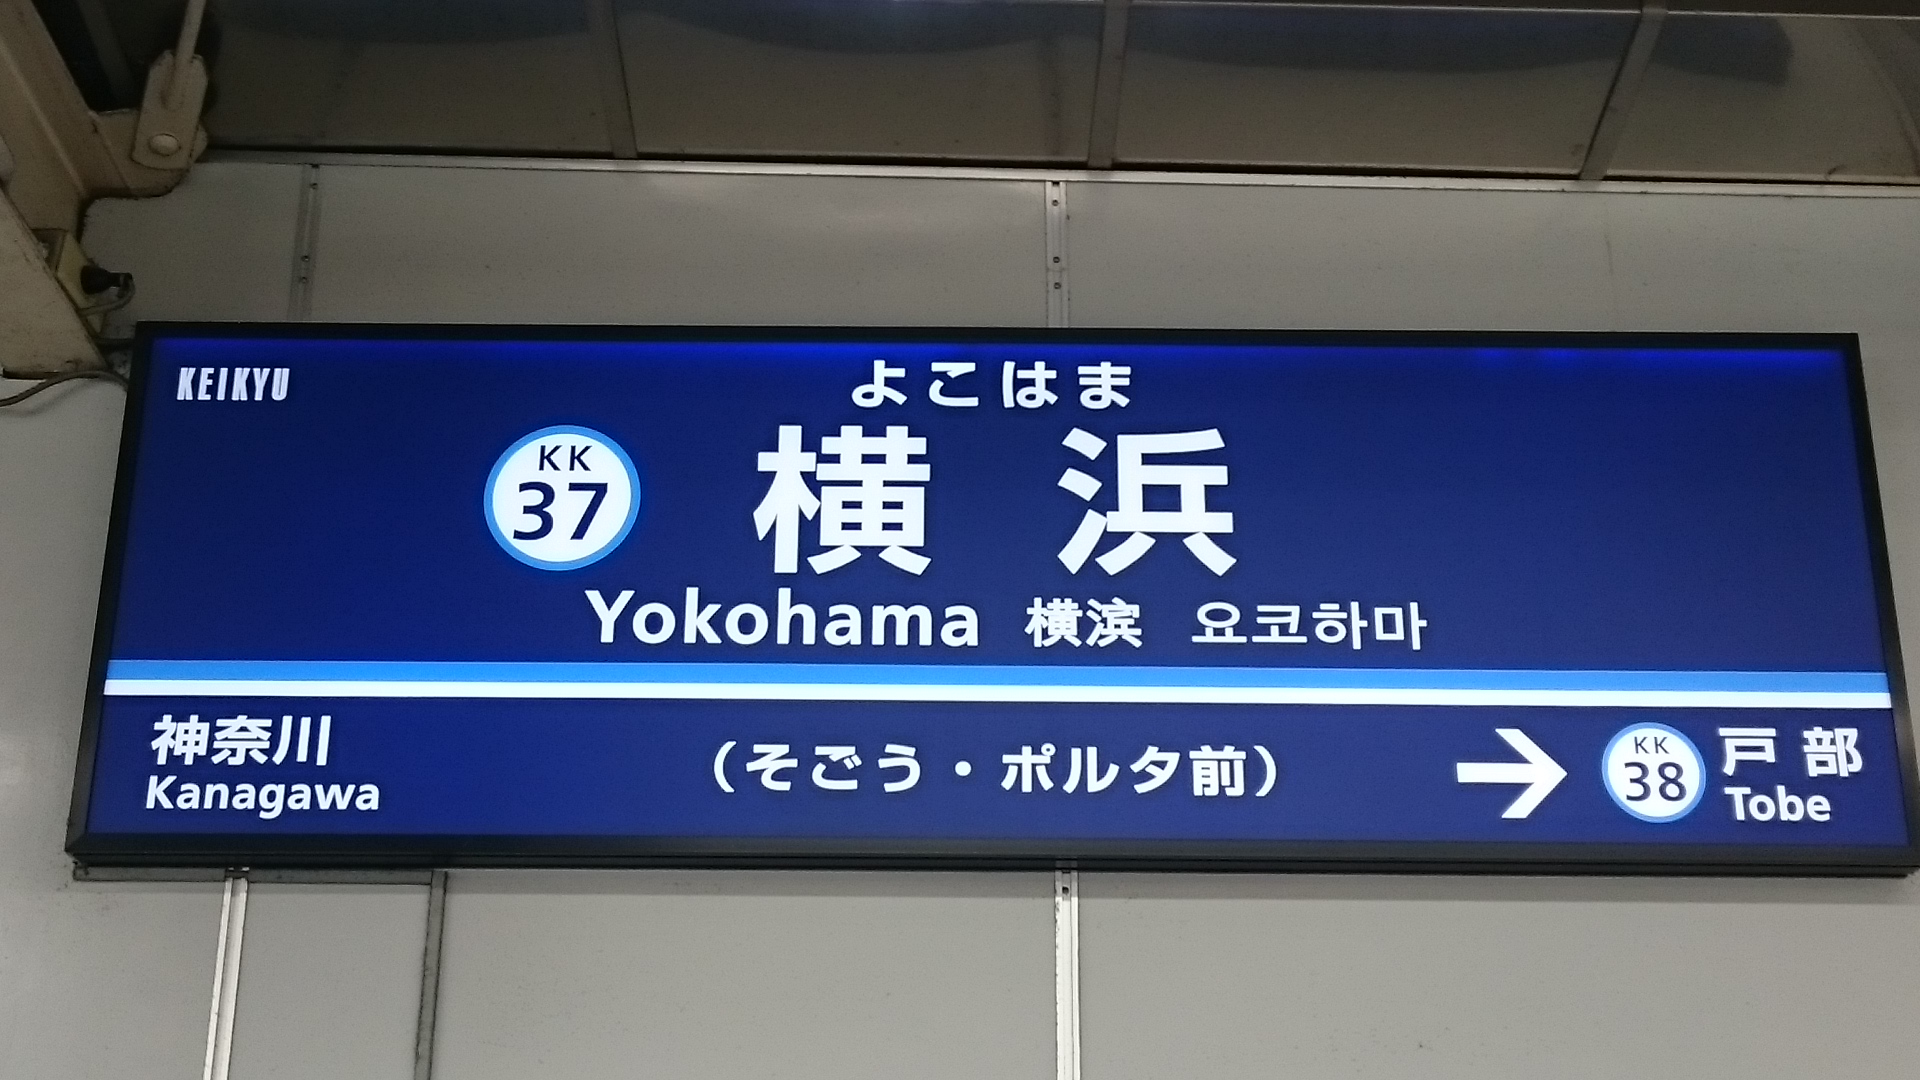 KEIKYU
よこはま
KK
37
横浜
Yokohama 横滨 요코하마
神奈川
Kanagawa
(そごう・ポルタ前)
→
KK
38
戸部
Tobe